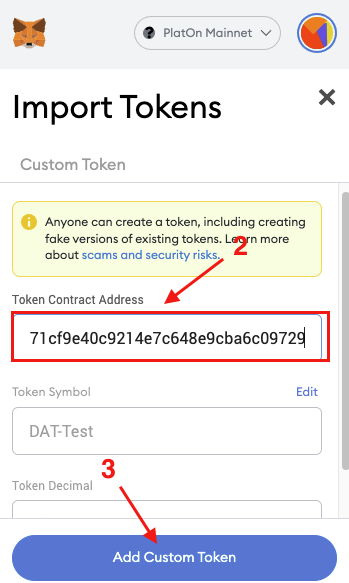 PlatOn Mainnet
Import Tokens
Custom Token
Anyone can create a token, including creating
fake versions of existing tokens. Learn more
about scams and security risks.
2
Token Contract Address
71cf9e40c9214e7c648e9cba6c09729
Token Symbol Edit
DAT-Test
3
Token Decimal
Add Custom Token